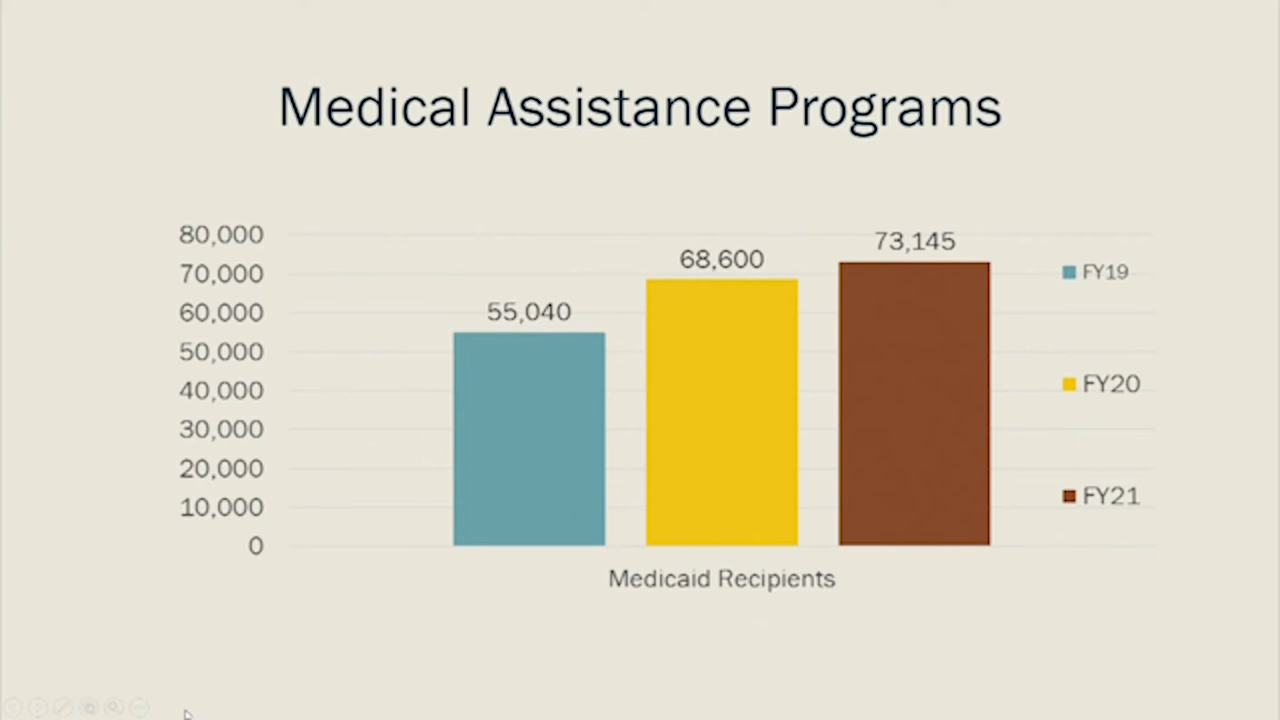 Medical Assistance Programs
80,000
70,000
60,000
50,000
40,000
30,000
20,000
10,000
0
55,040
68,600
73,145
Medicaid Recipients
FY19
FY20
FY21